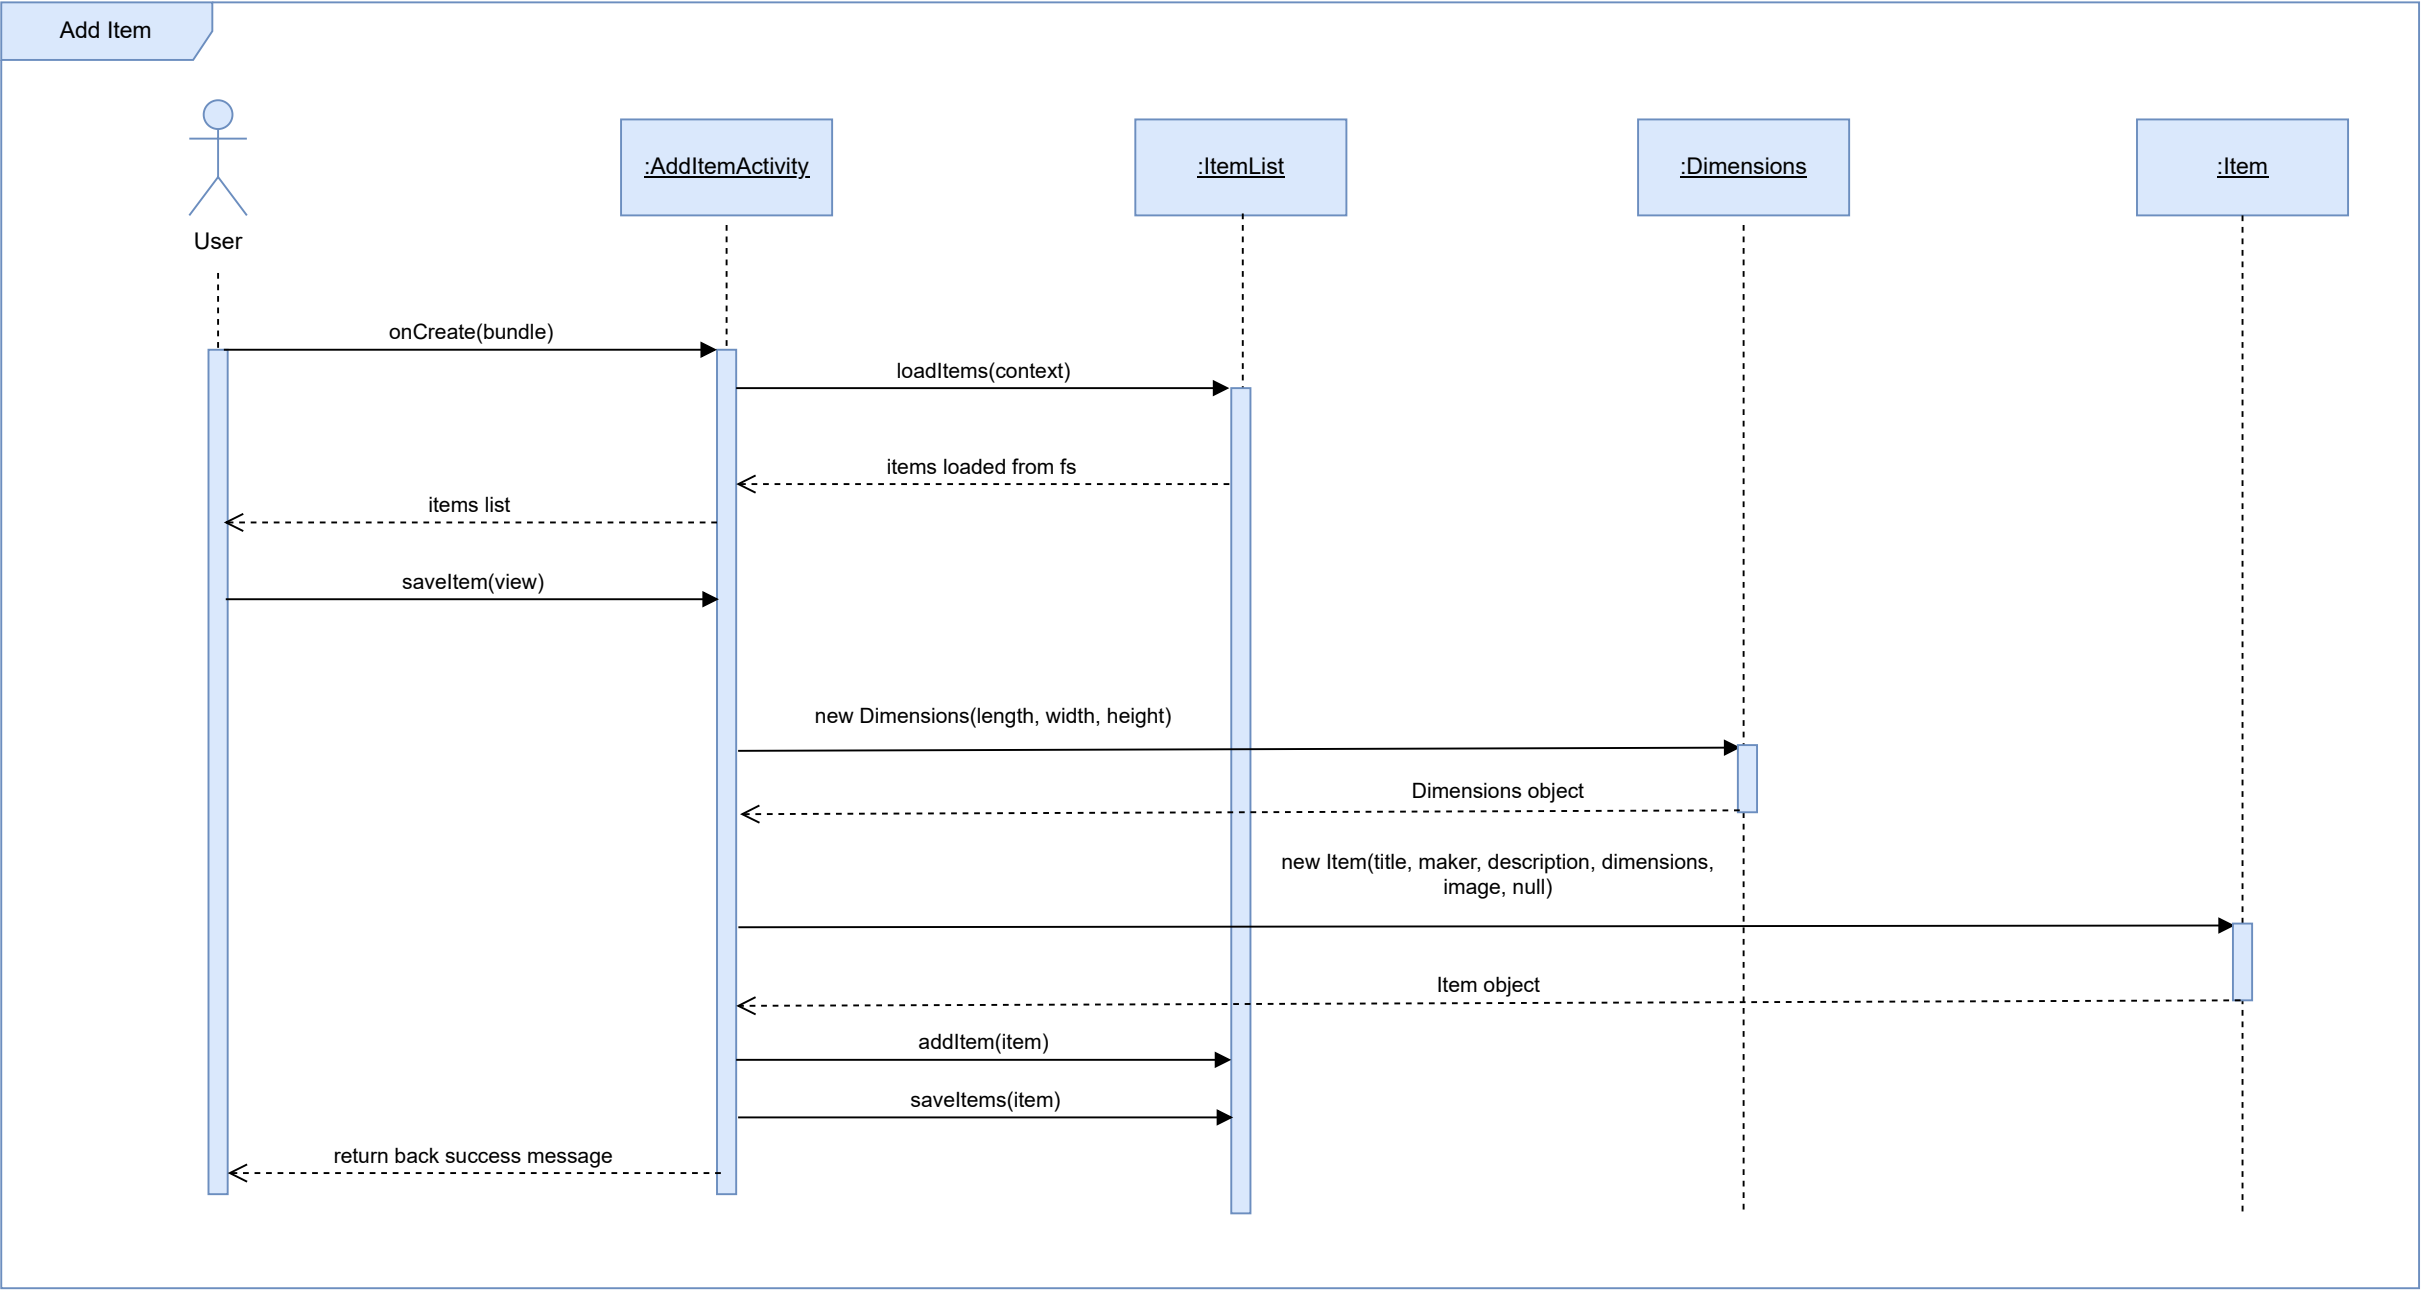 Add Item
User
:AddItemActivity
:ItemList
:Dimensions
:Item
onCreate(bundle)
loadItems(context)
items loaded from fs
items list
saveItem(view)
new Dimensions(length, width, height)
Dimensions object
new Item(title, maker, description, dimensions,
image, null)
Item object
addItem(item)
saveItems(item)
return back success message